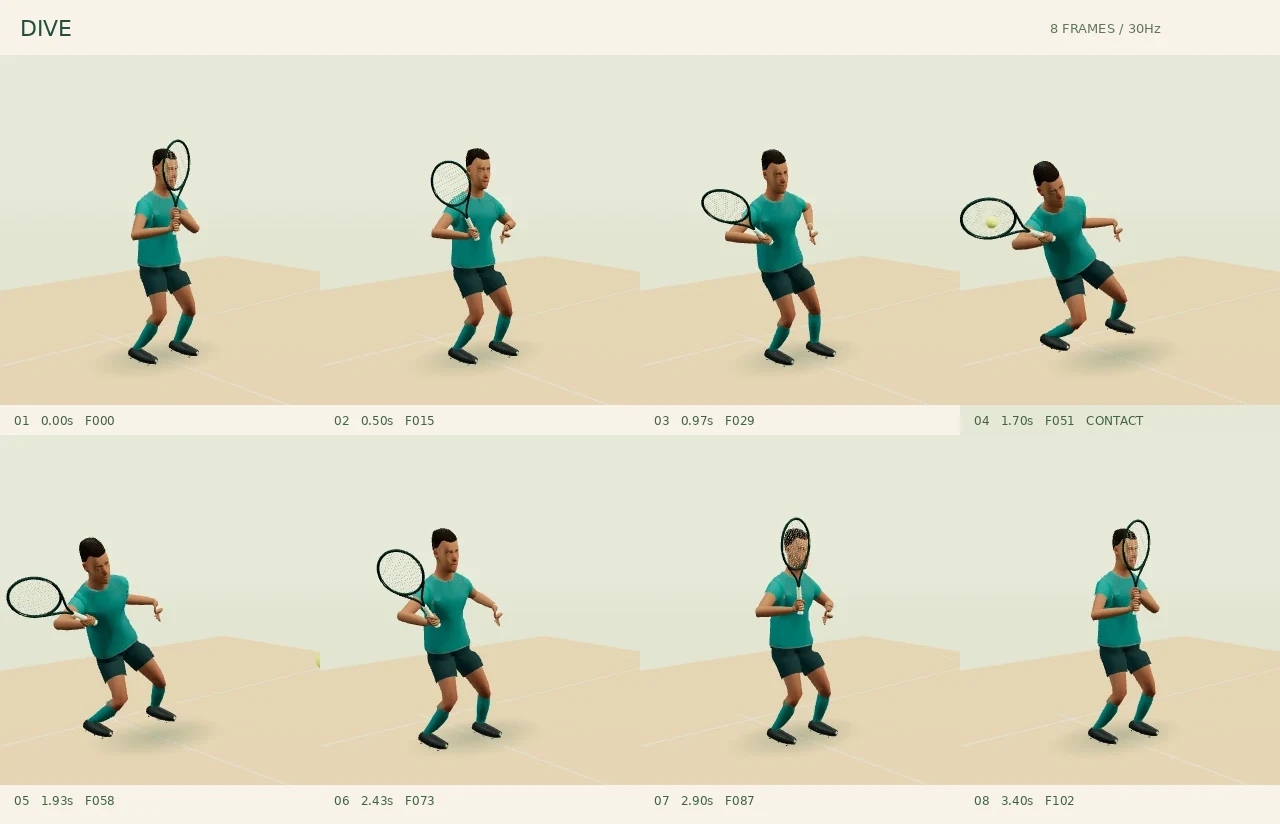 DIVE
8 FRAMES / 30Hz
01 0.00s F000
02 0.50s F015
03 0.97s F029
04 1.70s F051 CONTACT
05 1.93s F058
06 2.43s F073
07 2.90s F087
08 3.40s F102